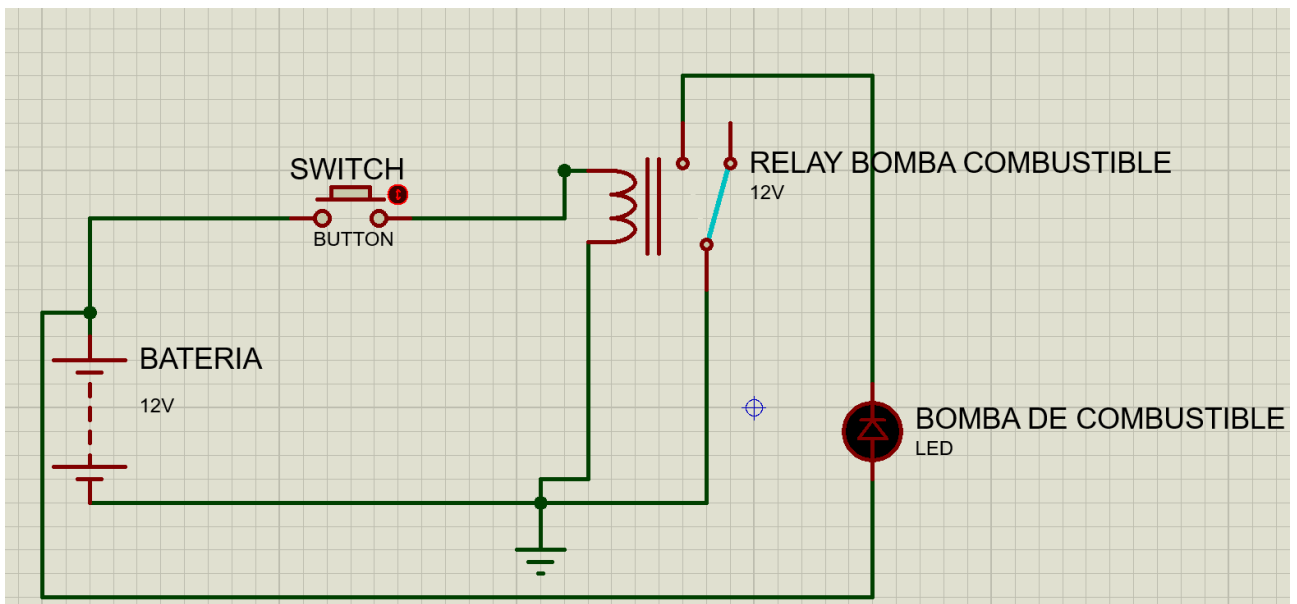 SWITCH
BUTTON
RELAY BOMBA COMBUSTIBLE
12V
BATERIA
12V
BOMBA DE COMBUSTIBLE
LED